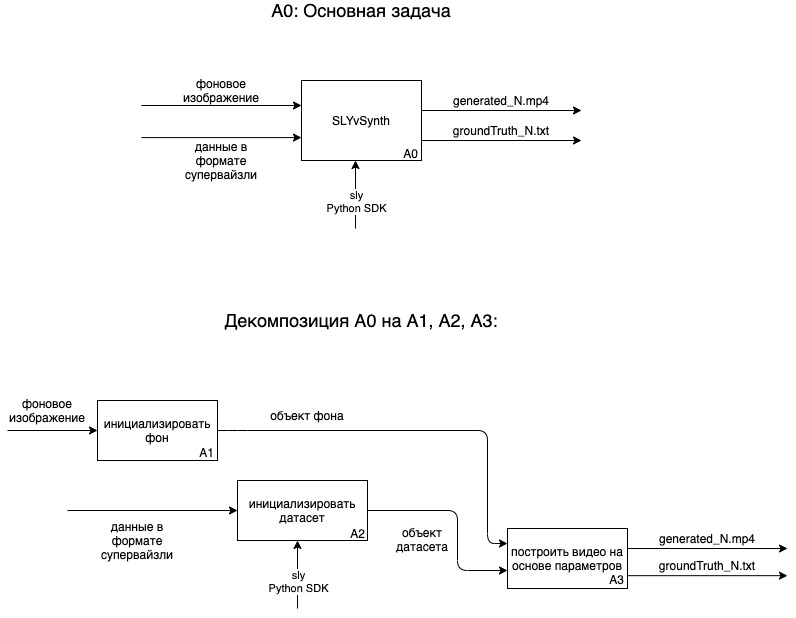 A0: Основная задача
фоновое
изображение
данные в
формате
супервайзли
SLYvSynth
A0
sly
Python SDK
generated_N.mp4
groundTruth_N.txt
Декомпозиция A0 на A1, A2, A3:
фоновое
изображение
инициализировать
фон
A1
объект фона
данные в
формате
супервайзли
инициализировать
датасет
A2
sly
Python SDK
объект
датасета
построить видео на
основе параметров
A3
generated_N.mp4
groundTruth_N.txt